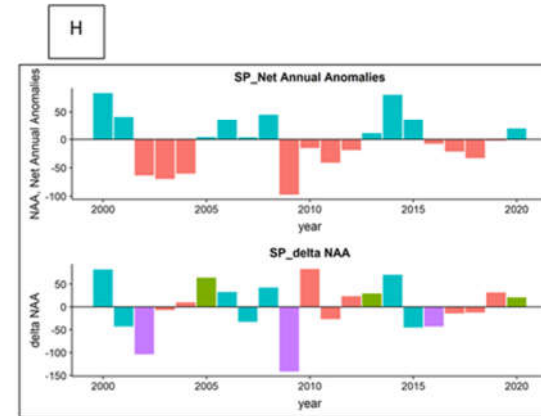 H
SP_Net Annual Anomalies
NAA, Net Annual Anomalies
50
0
-50
-100
2000 2005 2010 2015 2020
year
SP_delta NAA
delta NAA
50
0
-50
-100
-150
2000 2005 2010 2015 2020
year